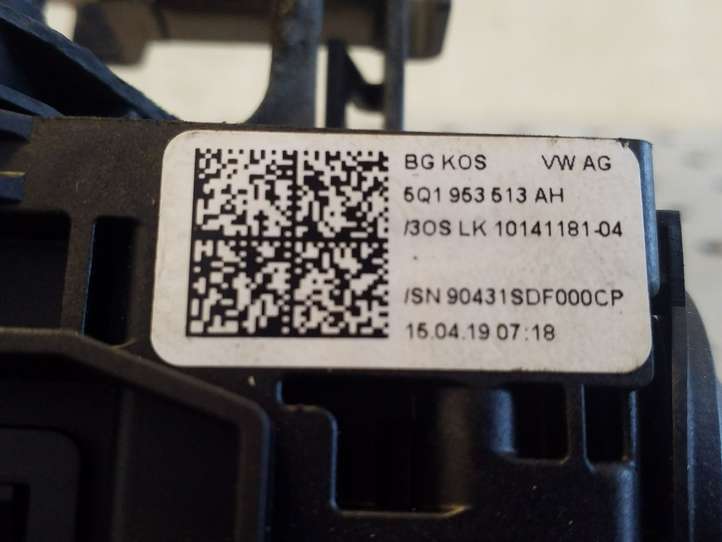 BG KOS VW AG
5Q1 953 513 AH
/3OS LK 10141181-04
/SN 90431SDF000CP
15.04.19 07:18